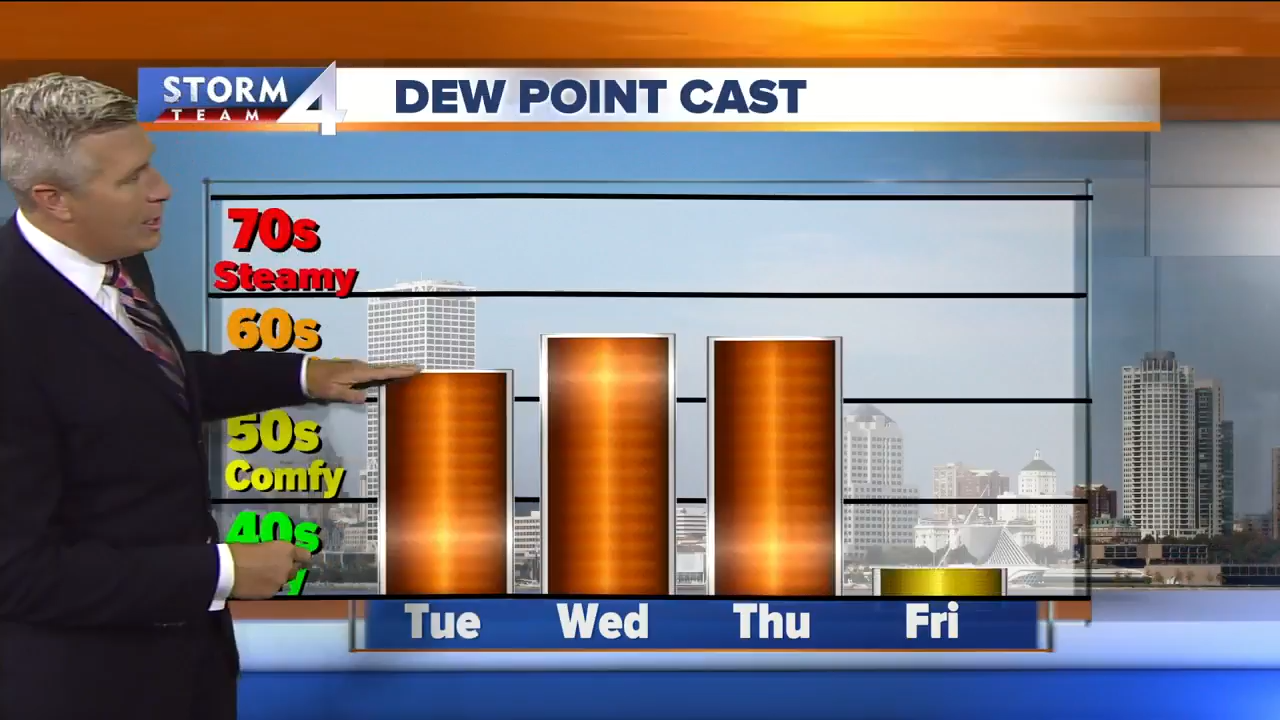 STORM
TEAM 4
DEW POINT CAST
70s
Steamy
60s
50s
Comfy
40s
Tue Wed Thu Fri